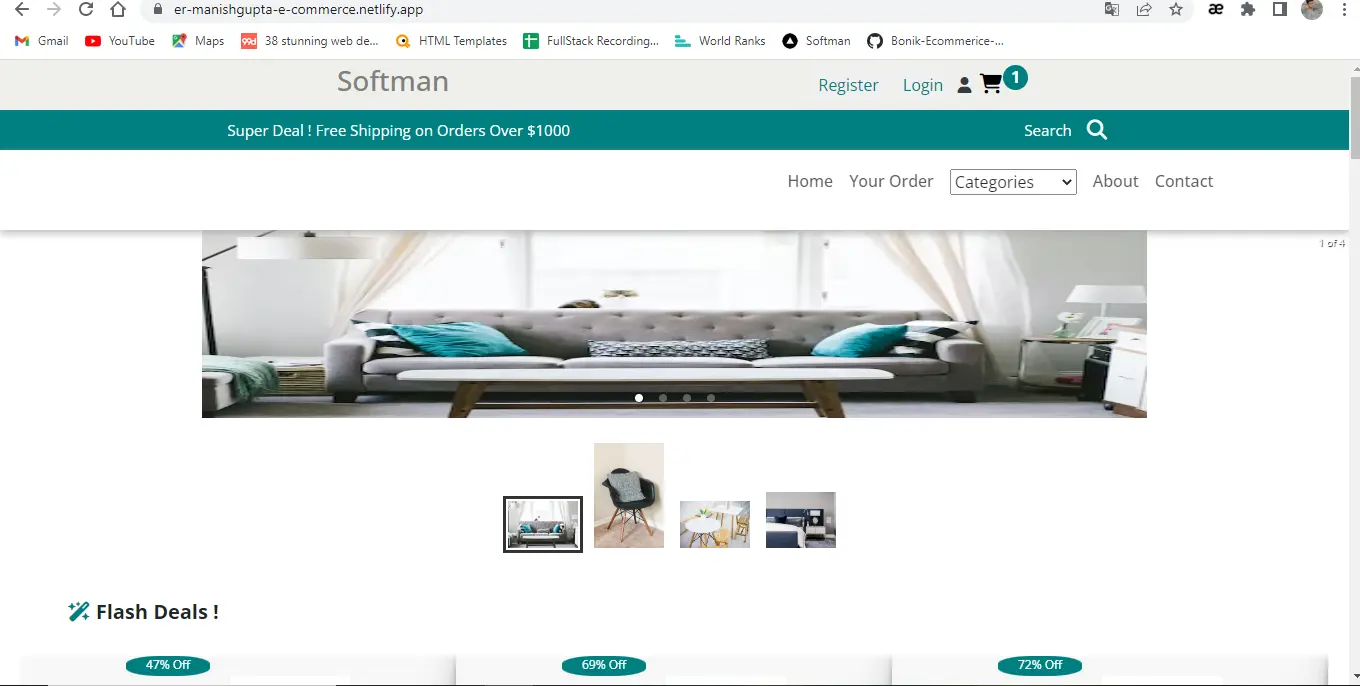 er-manishgupta-e-commerce.netlify.app
Gmail YouTube Maps 99d 38 stunning web de... HTML Templates FullStack Recording... World Ranks Softman Bonik-Ecommerice-...
Softman Register Login 1
Super Deal ! Free Shipping on Orders Over $1000 Search
Home Your Order Categories About Contact
1 of 4
Flash Deals !
47% Off 69% Off 72% Off